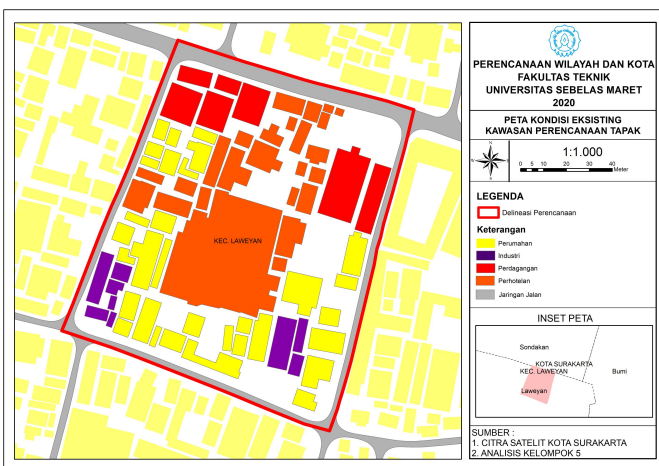 KEC. LAWEYAN
PERENCANAAN WILAYAH DAN KOTA
FAKULTAS TEKNIK
UNIVERSITAS SEBELAS MARET
2020
PETA KONDISI EKSISTING
KAWASAN PERENCANAAN TAPAK
1:1.000
0 5 10 20 30 40
Meter
LEGENDA
Delineasi Perencanaan
Keterangan
Perumahan
Industri
Perdagangan
Perhotelan
Jaringan Jalan
INSET PETA
Sondakan
KOTA SURAKARTA
KEC. LAWEYAN
Bumi
Laweyan
SUMBER :
1. CITRA SATELIT KOTA SURAKARTA
2. ANALISIS KELOMPOK 5